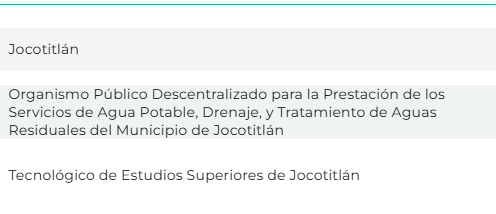 Jocotitlán
Organismo Público Descentralizado para la Prestación de los
Servicios de Agua Potable, Drenaje, y Tratamiento de Aguas
Residuales del Municipio de Jocotitlán
Tecnológico de Estudios Superiores de Jocotitlán